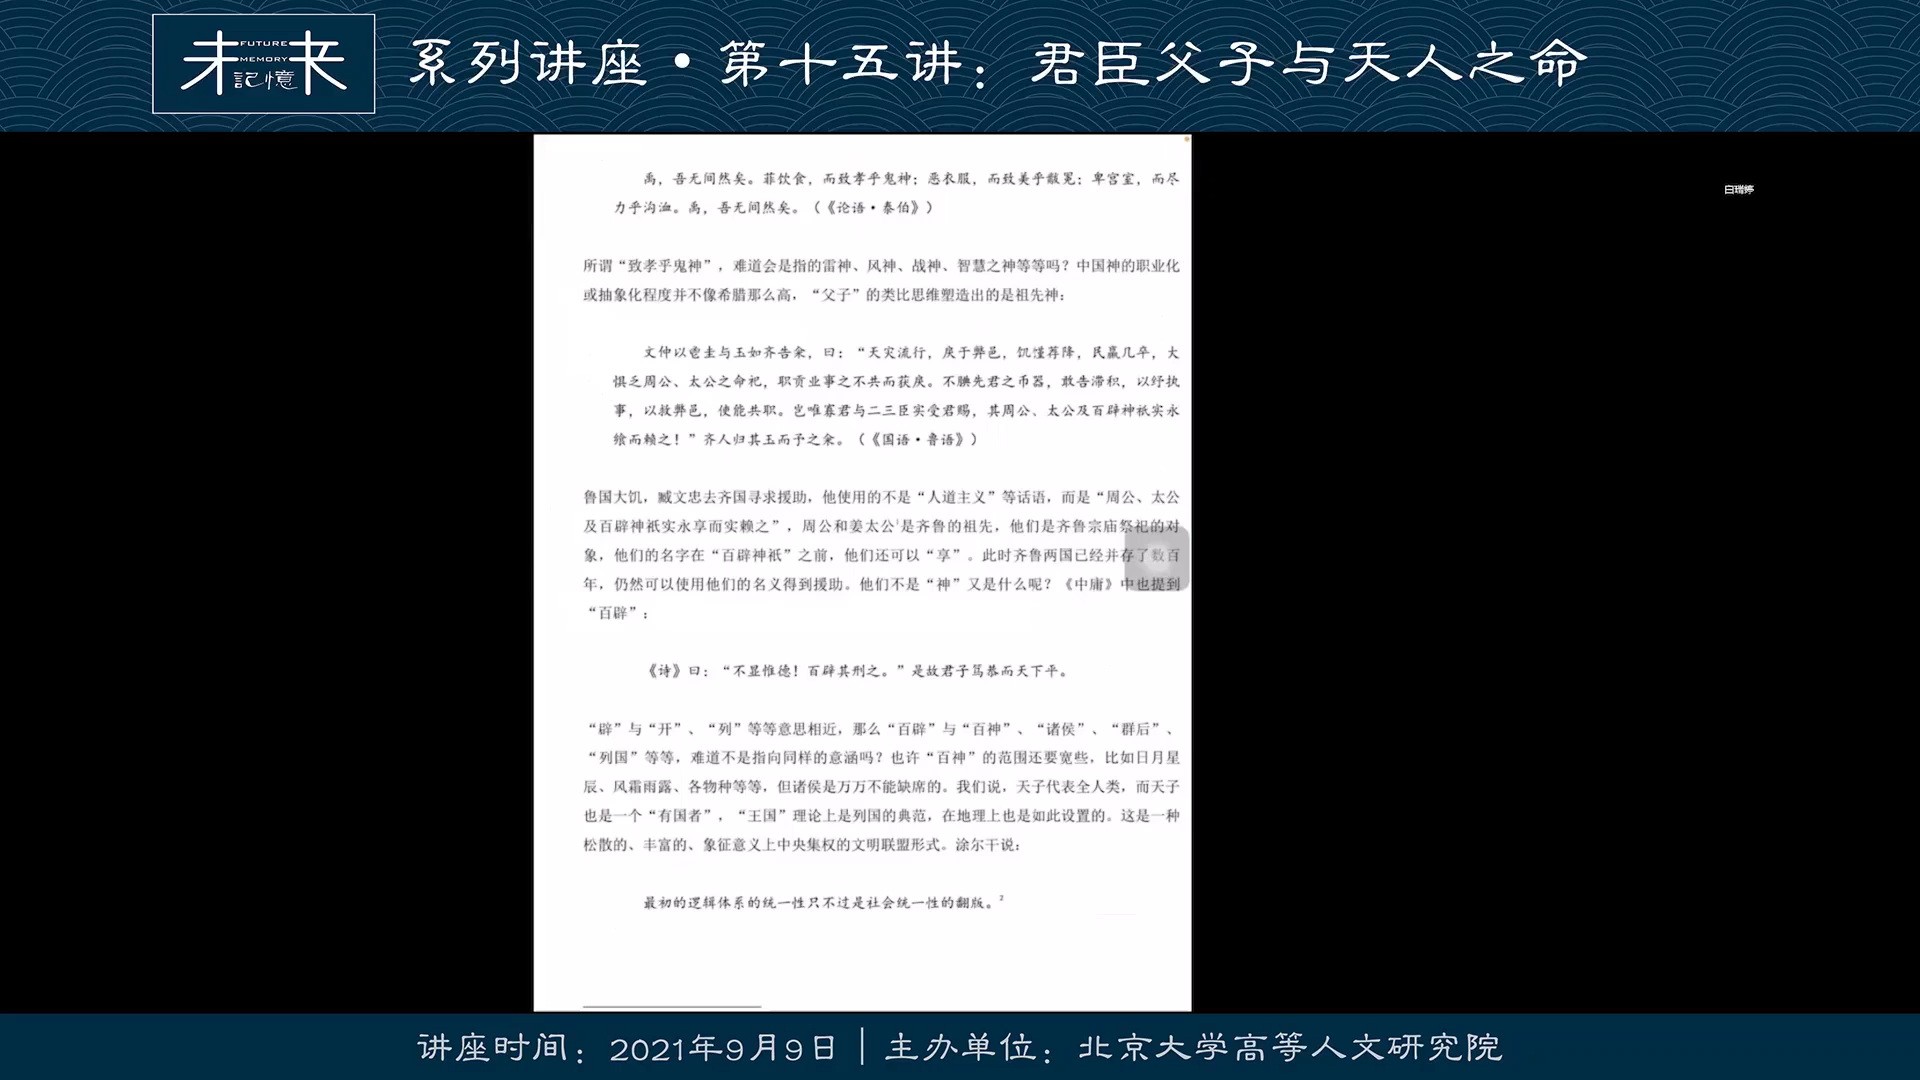 未来
FUTURE
MEMORY
記憶
系列讲座·第十五讲：君臣父子与天人之命
白瑞婷
禹，吾无间然矣。菲饮食，而致孝乎鬼神；恶衣服，而致美乎黻冕；卑宫室，而尽
力乎沟洫。禹，吾无间然矣。（《论语·泰伯》）
所谓“致孝乎鬼神”，难道会是指的雷神、风神、战神、智慧之神等等吗？中国神的职业化
或抽象化程度并不像希腊那么高，“父子”的类比思维塑造出的是祖先神：
文仲以鬯圭与玉如齐告籴，曰：“天灾流行，戾于弊邑，饥馑荐降，民羸几卒，大
惧乏周公、太公之命祀，职贡业事之不共而获戾。不腆先君之币器，敢告滞积，以纾执
事，以救弊邑，使能共职。岂唯寡君与二三臣实受君赐，其周公、太公及百辟神祇实永
飨而赖之！”齐人归其玉而予之籴。（《国语·鲁语》）
鲁国大饥，臧文忠去齐国寻求援助，他使用的不是“人道主义”等话语，而是“周公、太公
及百辟神祇实永享而实赖之”，周公和姜太公1是齐鲁的祖先，他们是齐鲁宗庙祭祀的对
象，他们的名字在“百辟神祇”之前，他们还可以“享”。此时齐鲁两国已经并存了数百
年，仍然可以使用他们的名义得到援助。他们不是“神”又是什么呢？《中庸》中也提到
“百辟”：
《诗》曰：“不显惟德！百辟其刑之。”是故君子笃恭而天下平。
“辟”与“开”、“列”等等意思相近，那么“百辟”与“百神”、“诸侯”、“群后”、
“列国”等等，难道不是指向同样的意涵吗？也许“百神”的范围还要宽些，比如日月星
辰、风霜雨露、各物种等等，但诸侯是万万不能缺席的。我们说，天子代表全人类，而天子
也是一个“有国者”，“王国”理论上是列国的典范，在地理上也是如此设置的。这是一种
松散的、丰富的、象征意义上中央集权的文明联盟形式。涂尔干说：
最初的逻辑体系的统一性只不过是社会统一性的翻版。2
讲座时间：2021年9月9日｜主办单位：北京大学高等人文研究院